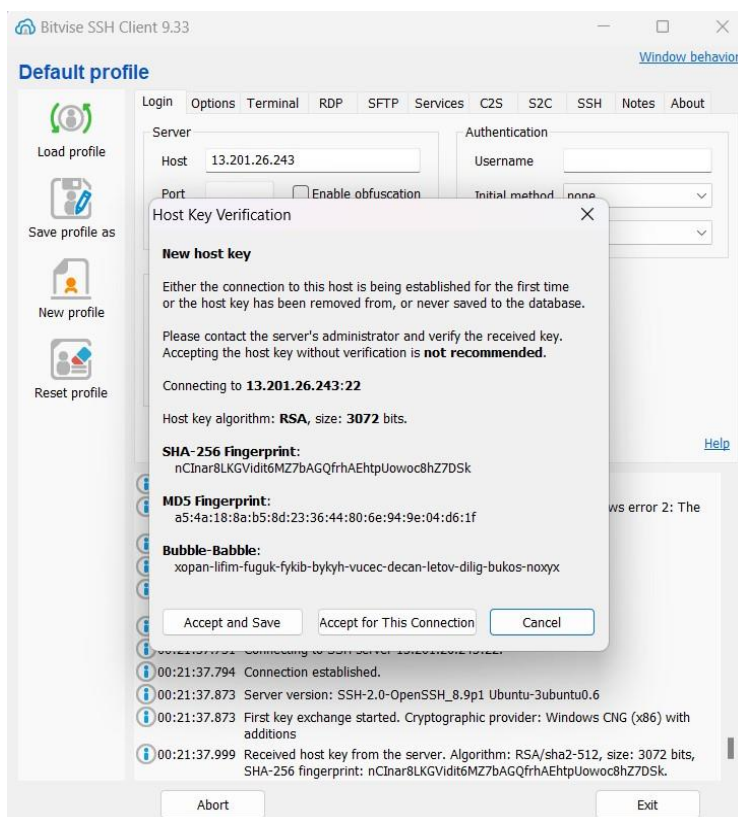 Bitvise SSH Client 9.33
Default profile
Window behavior
Load profile
Save profile as
New profile
Reset profile
Login Options Terminal RDP SFTP Services C2S S2C SSH Notes About
Server
Host 13.201.26.243
Port Enable obfuscation
Authentication
Username
Initial method none
Host Key Verification
New host key
Either the connection to this host is being established for the first time
or the host key has been removed from, or never saved to the database.
Please contact the server's administrator and verify the received key.
Accepting the host key without verification is not recommended.
Connecting to 13.201.26.243:22
Host key algorithm: RSA, size: 3072 bits.
SHA-256 Fingerprint:
nCInar8LKGVidit6MZ7bAGQfrhAEhtpUowoc8hZ7DSk
MD5 Fingerprint:
a5:4a:18:8a:b5:8d:23:36:44:80:6e:94:9e:04:d6:1f
Bubble-Babble:
xopan-lifim-fuguk-fykib-bykyh-vucec-decan-letov-dilig-bukos-noxyx
Accept and Save Accept for This Connection Cancel
Help
ws error 2: The
00:21:37.794 Connection established.
00:21:37.873 Server version: SSH-2.0-OpenSSH_8.9p1 Ubuntu-3ubuntu0.6
00:21:37.873 First key exchange started. Cryptographic provider: Windows CNG (x86) with
additions
00:21:37.999 Received host key from the server. Algorithm: RSA/sha2-512, size: 3072 bits,
SHA-256 fingerprint: nCInar8LKGVidit6MZ7bAGQfrhAEhtpUowoc8hZ7DSk.
Abort Exit